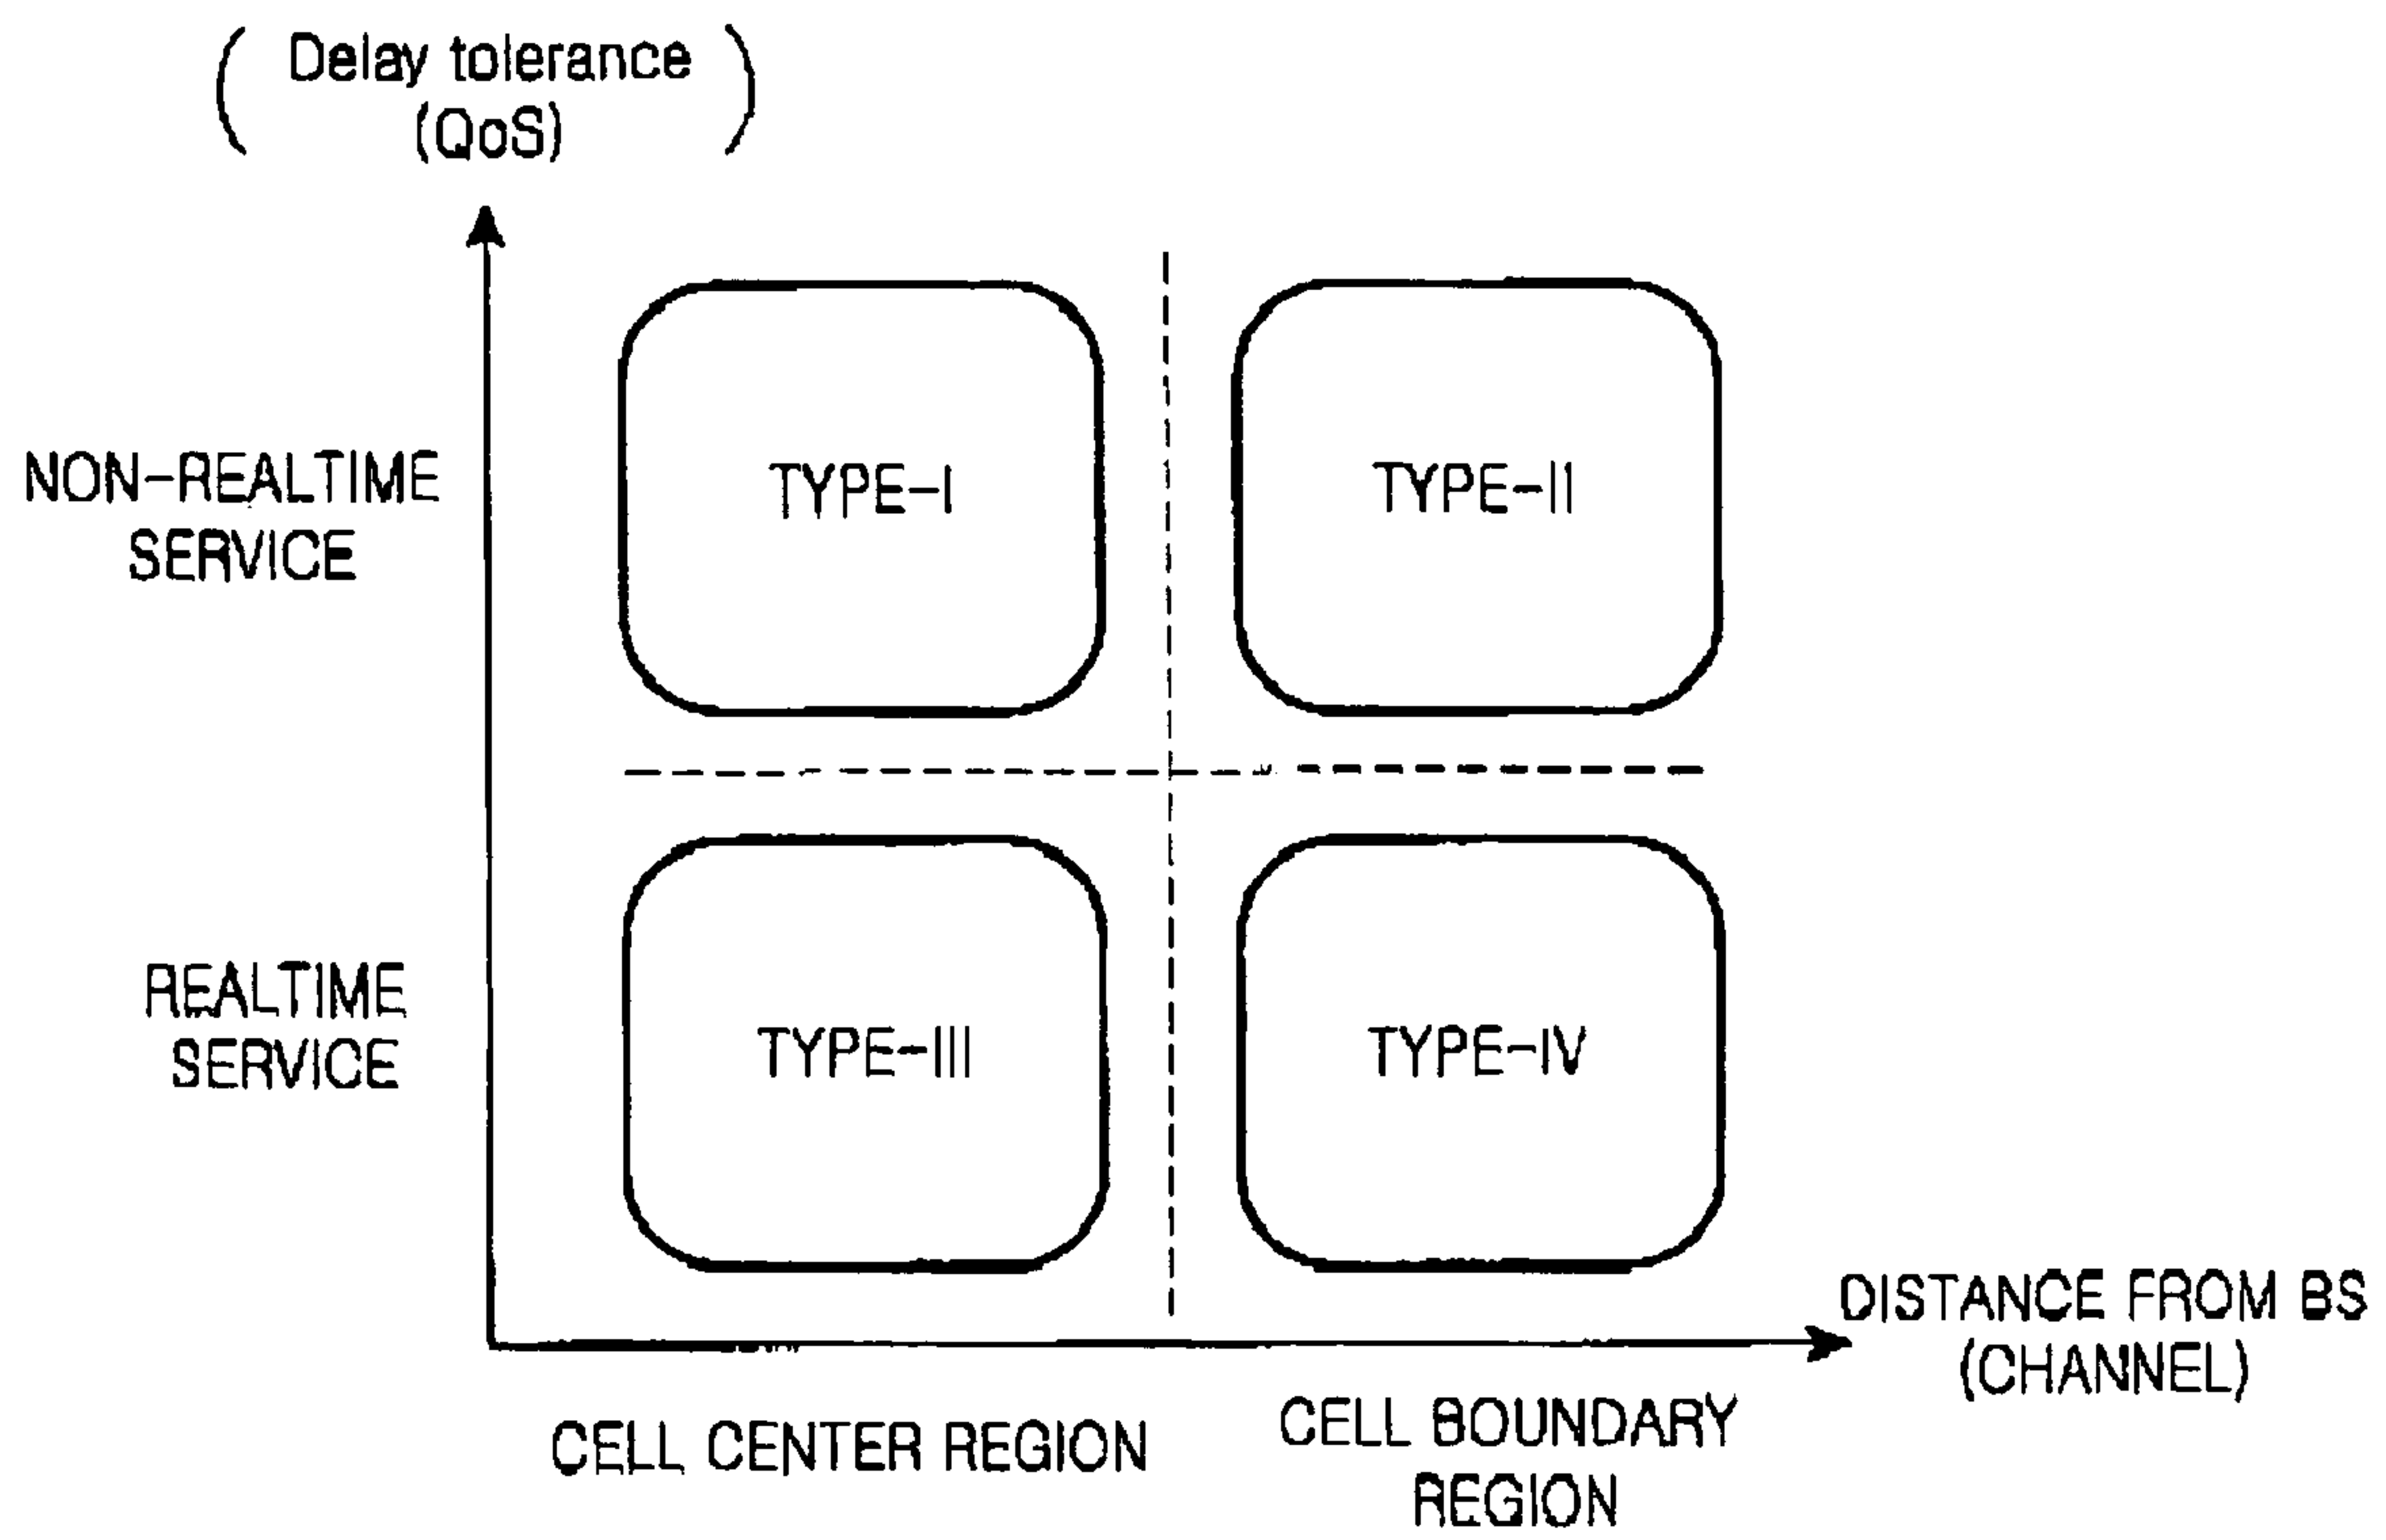 ( Delay tolerance )
(QoS)
NON-REALTIME
SERVICE
TYPE-I
TYPE-II
REALTIME
SERVICE
TYPE-III
TYPE-IV
DISTANCE FROM BS
(CHANNEL)
CELL CENTER REGION
CELL BOUNDARY
REGION